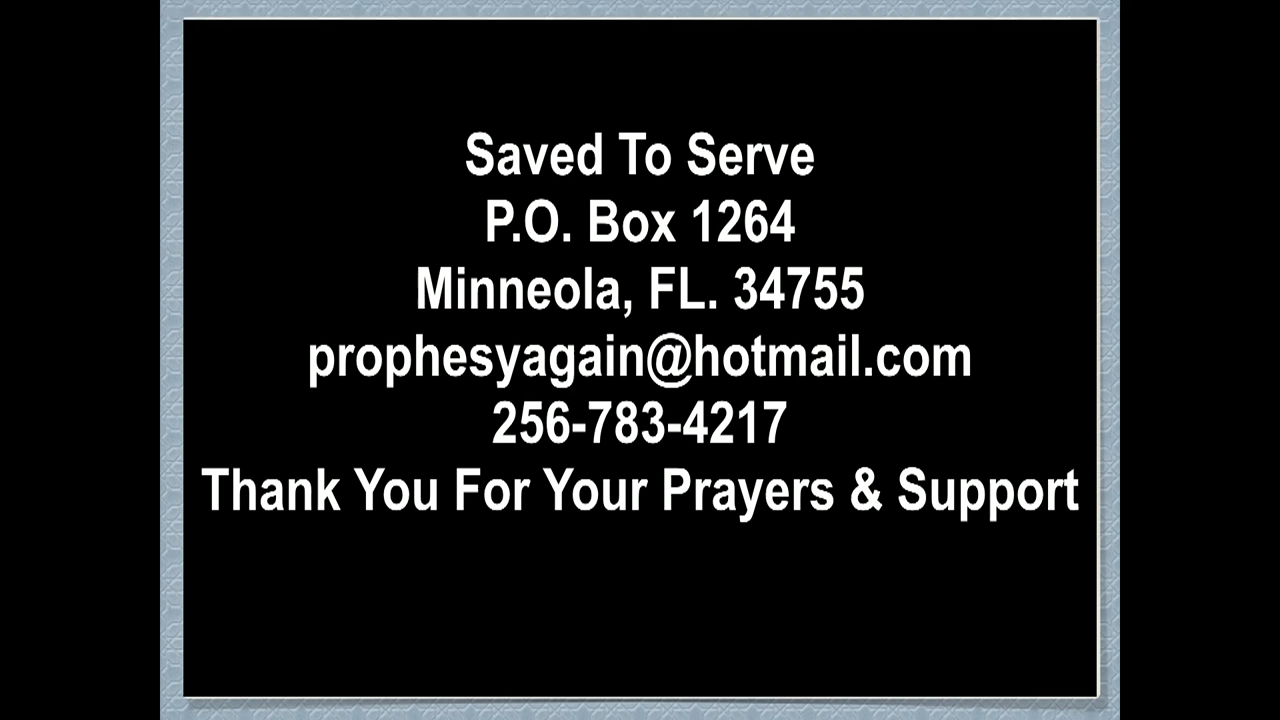 Saved To Serve
P.O. Box 1264
Minneola, FL. 34755
prophesyagain@hotmail.com
256-783-4217
Thank You For Your Prayers & Support